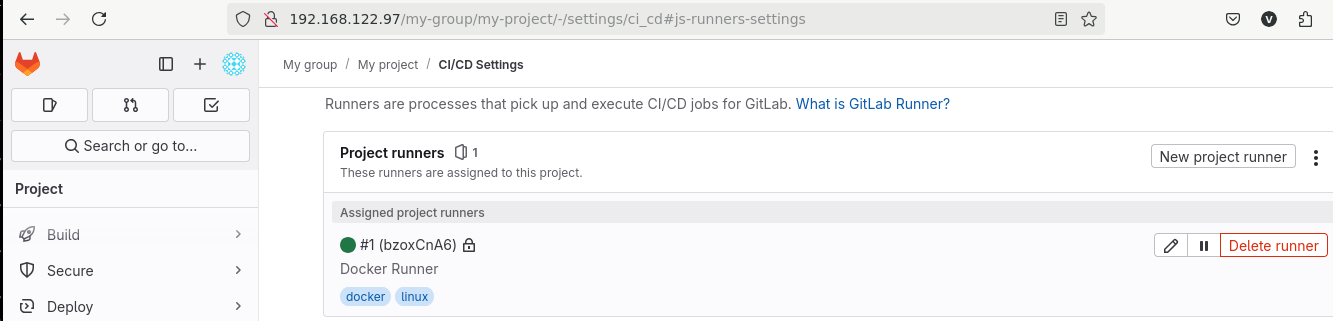 192.168.122.97/my-group/my-project/-/settings/ci_cd#js-runners-settings
V
My group / My project / CI/CD Settings
Search or go to...
Project
Build
Secure
Deploy
Runners are processes that pick up and execute CI/CD jobs for GitLab. What is GitLab Runner?
Project runners 1
These runners are assigned to this project.
New project runner
Assigned project runners
#1 (bzoxCnA6)
Delete runner
Docker Runner
docker linux